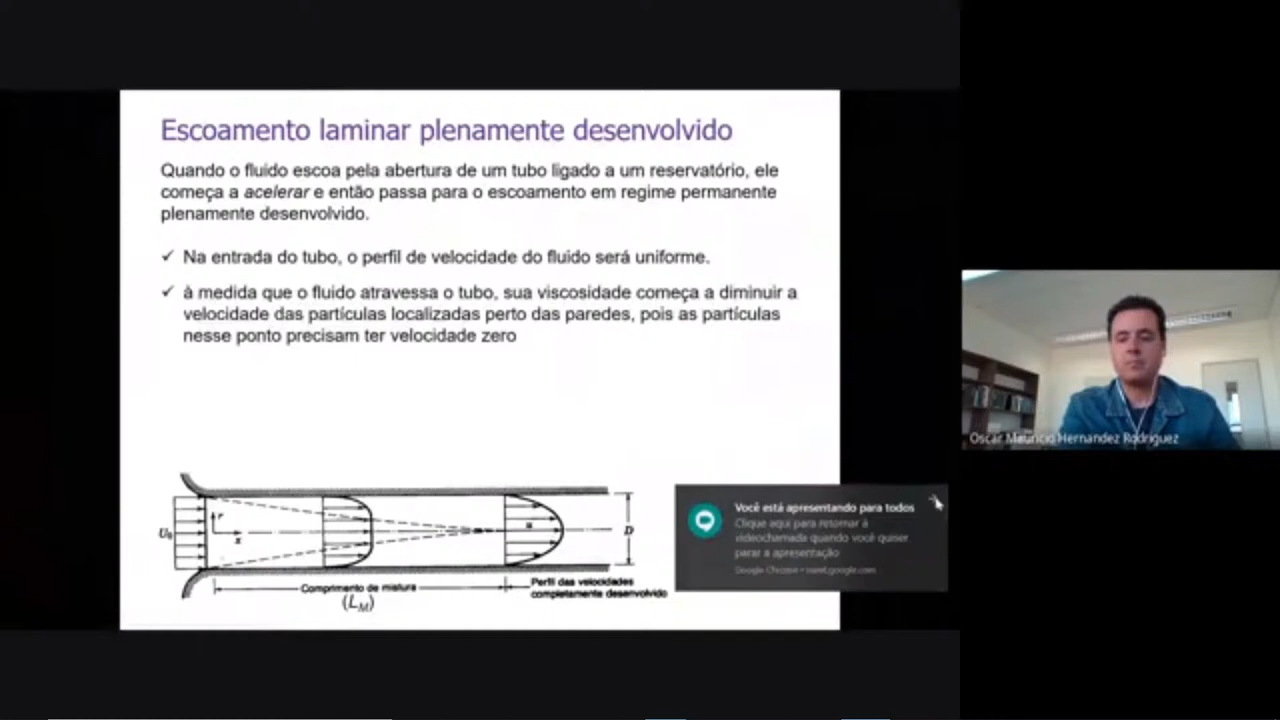 Escoamento laminar plenamente desenvolvido
Quando o fluido escoa pela abertura de um tubo ligado a um reservatório, ele
começa a acelerar e então passa para o escoamento em regime permanente
plenamente desenvolvido.
✓ Na entrada do tubo, o perfil de velocidade do fluido será uniforme.
✓ à medida que o fluido atravessa o tubo, sua viscosidade começa a diminuir a
velocidade das partículas localizadas perto das paredes, pois as partículas
nesse ponto precisam ter velocidade zero
U₀
r
x
u
D
Comprimento de mistura
(L_M)
Perfil das velocidades
completamente desenvolvido
Você está apresentando para todos
Clique aqui para retornar à
videochamada quando você quiser
parar a apresentação
Google Chrome • meet.google.com
Oscar Mauricio Hernandez Rodriguez